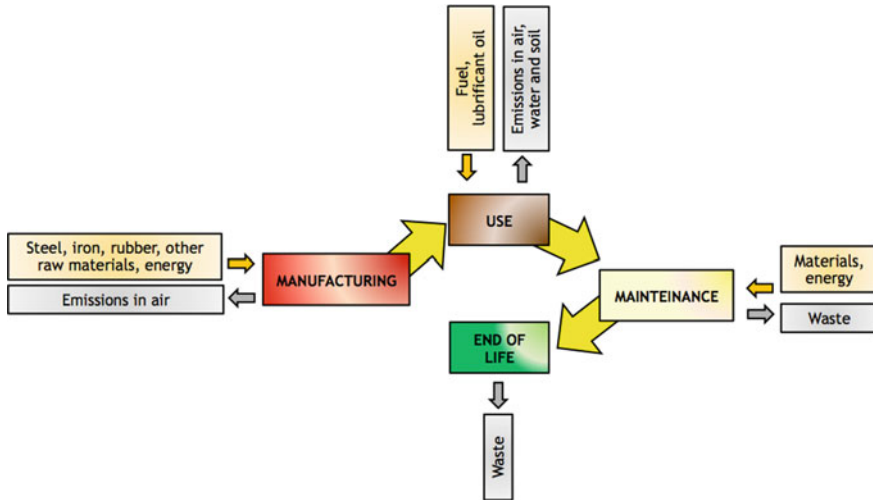 Fuel,
lubrificant oil
Emissions in air,
water and soil
USE
Steel, iron, rubber, other
raw materials, energy
Emissions in air
MANUFACTURING
MAINTEINANCE
Materials,
energy
Waste
END OF
LIFE
Waste